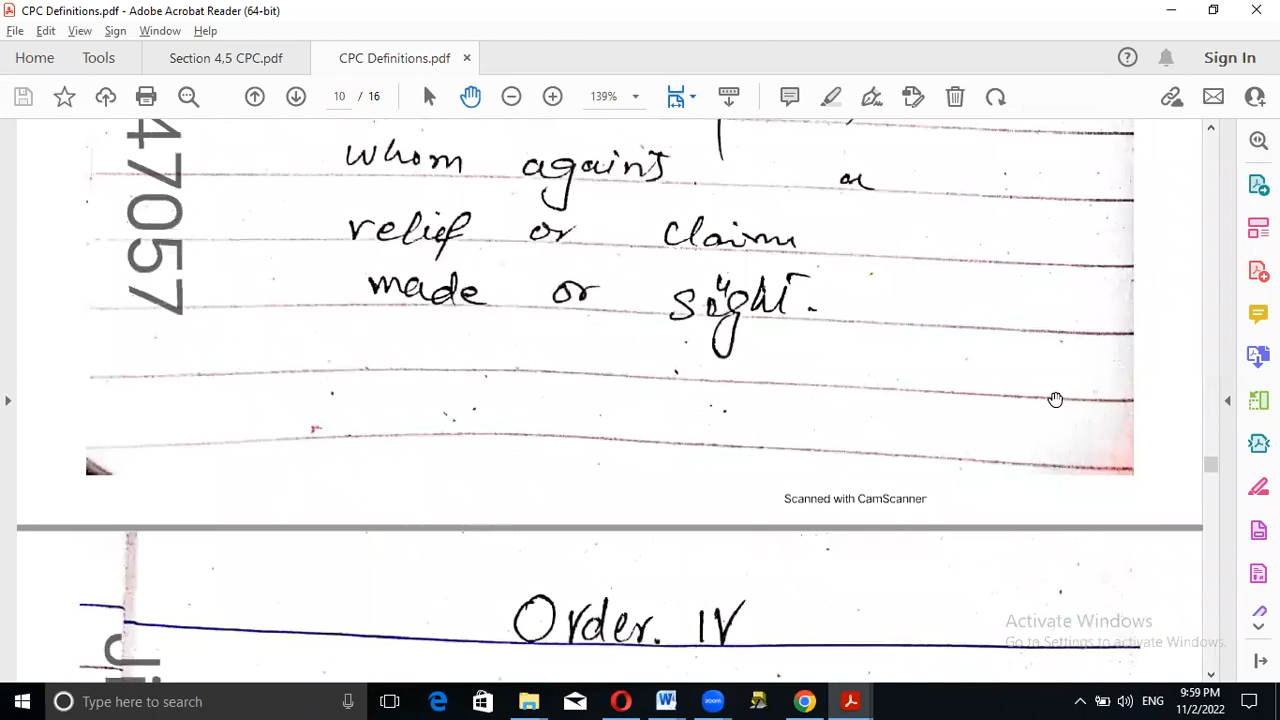 CPC Definitions.pdf - Adobe Acrobat Reader (64-bit)
File Edit View Sign Window Help
Home Tools Section 4,5 CPC.pdf CPC Definitions.pdf × Sign In
10 / 16 139%
47057
whom against a
relief or claim
made or sought.
Scanned with CamScanner
Order. IV
Activate Windows
Go to Settings to activate Windows.
Type here to search
ENG
9:59 PM
11/2/2022